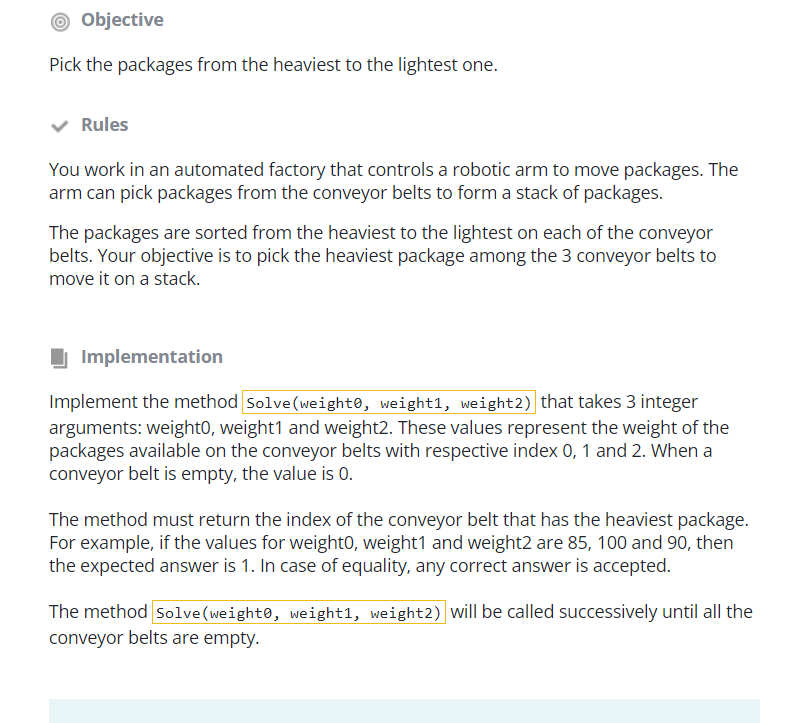 Objective
Pick the packages from the heaviest to the lightest one.
Rules
You work in an automated factory that controls a robotic arm to move packages. The
arm can pick packages from the conveyor belts to form a stack of packages.
The packages are sorted from the heaviest to the lightest on each of the conveyor
belts. Your objective is to pick the heaviest package among the 3 conveyor belts to
move it on a stack.
Implementation
Implement the method Solve(weight0, weight1, weight2) that takes 3 integer
arguments: weight0, weight1 and weight2. These values represent the weight of the
packages available on the conveyor belts with respective index 0, 1 and 2. When a
conveyor belt is empty, the value is 0.
The method must return the index of the conveyor belt that has the heaviest package.
For example, if the values for weight0, weight1 and weight2 are 85, 100 and 90, then
the expected answer is 1. In case of equality, any correct answer is accepted.
The method Solve(weight0, weight1, weight2) will be called successively until all the
conveyor belts are empty.